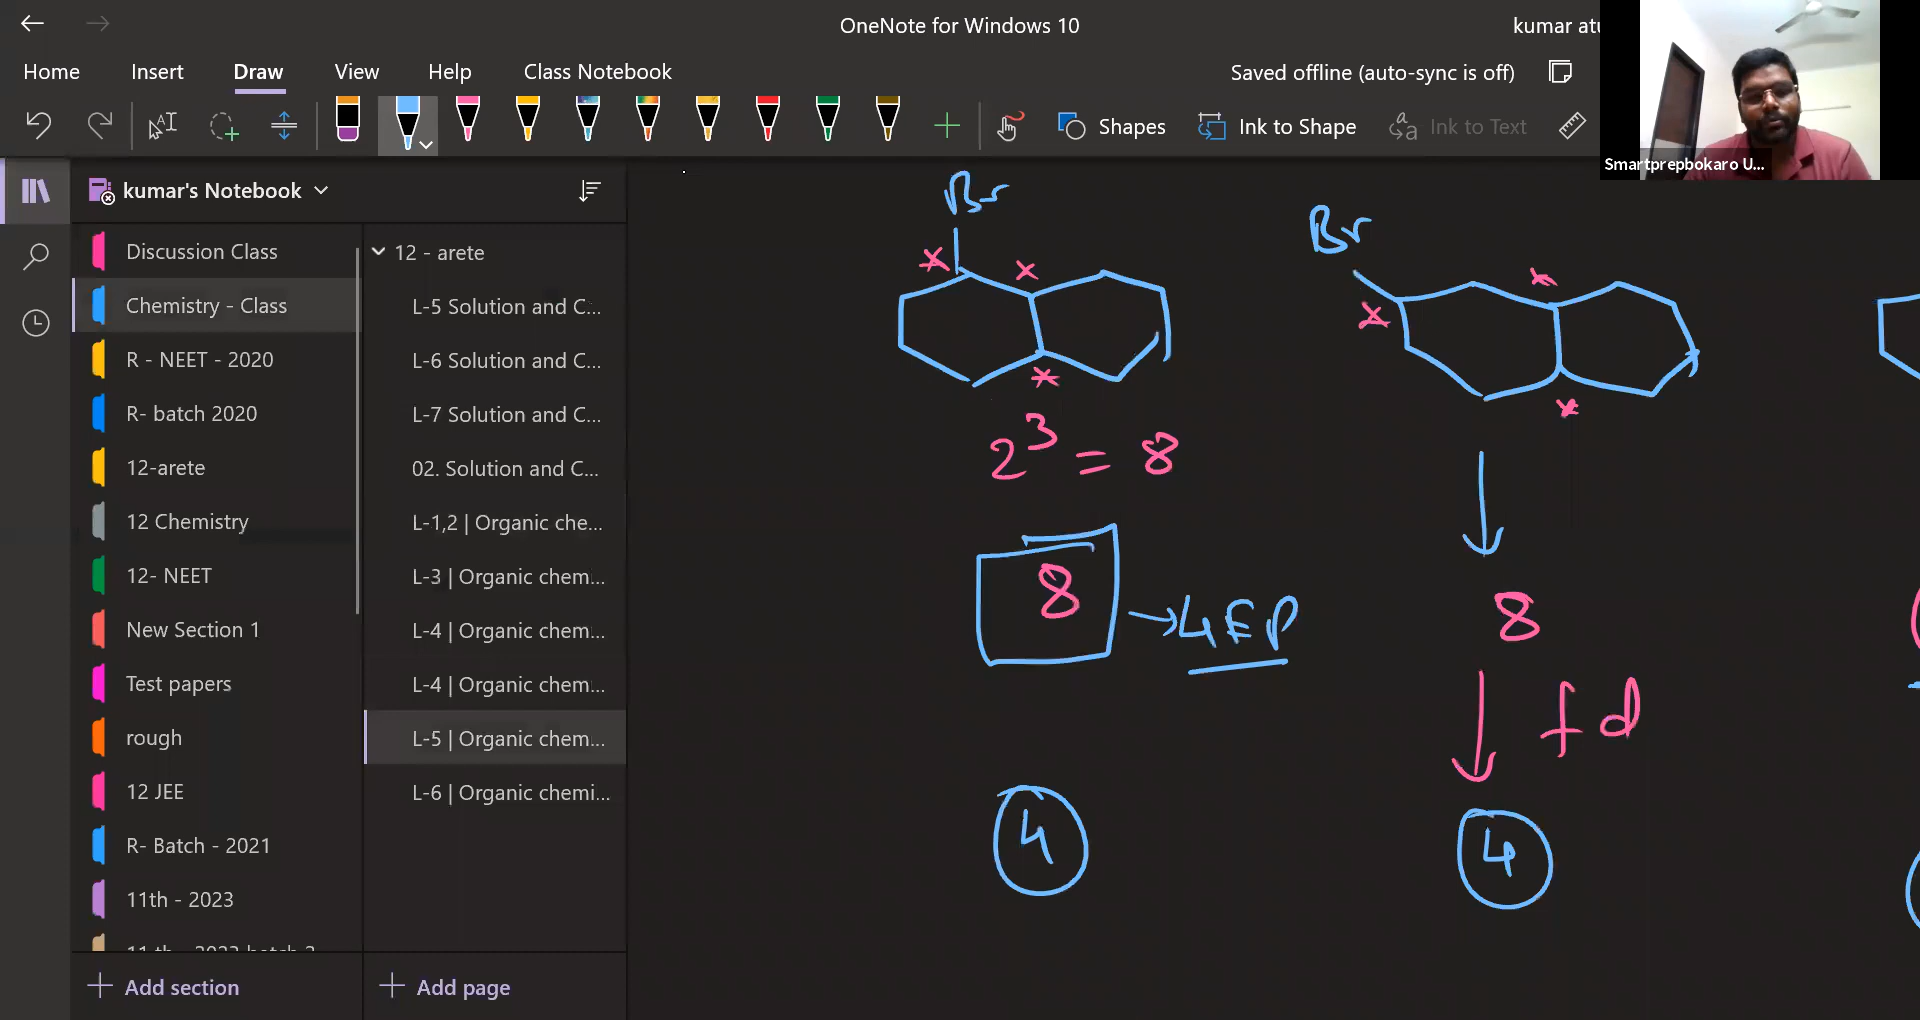 OneNote for Windows 10
kumar atu
Home Insert Draw View Help Class Notebook
Saved offline (auto-sync is off)
Shapes Ink to Shape Ink to Text
Smartprepbokaro U...
kumar's Notebook
Discussion Class
Chemistry - Class
R - NEET - 2020
R- batch 2020
12-arete
12 Chemistry
12- NEET
New Section 1
Test papers
rough
12 JEE
R- Batch - 2021
11th - 2023
Add section
12 - arete
L-5 Solution and C...
L-6 Solution and C...
L-7 Solution and C...
02. Solution and C...
L-1,2 | Organic che...
L-3 | Organic chem...
L-4 | Organic chem...
L-4 | Organic chem...
L-5 | Organic chem...
L-6 | Organic chemi...
Add page
Br
2³ = 8
8
→4EP
4
Br
8
fd
4